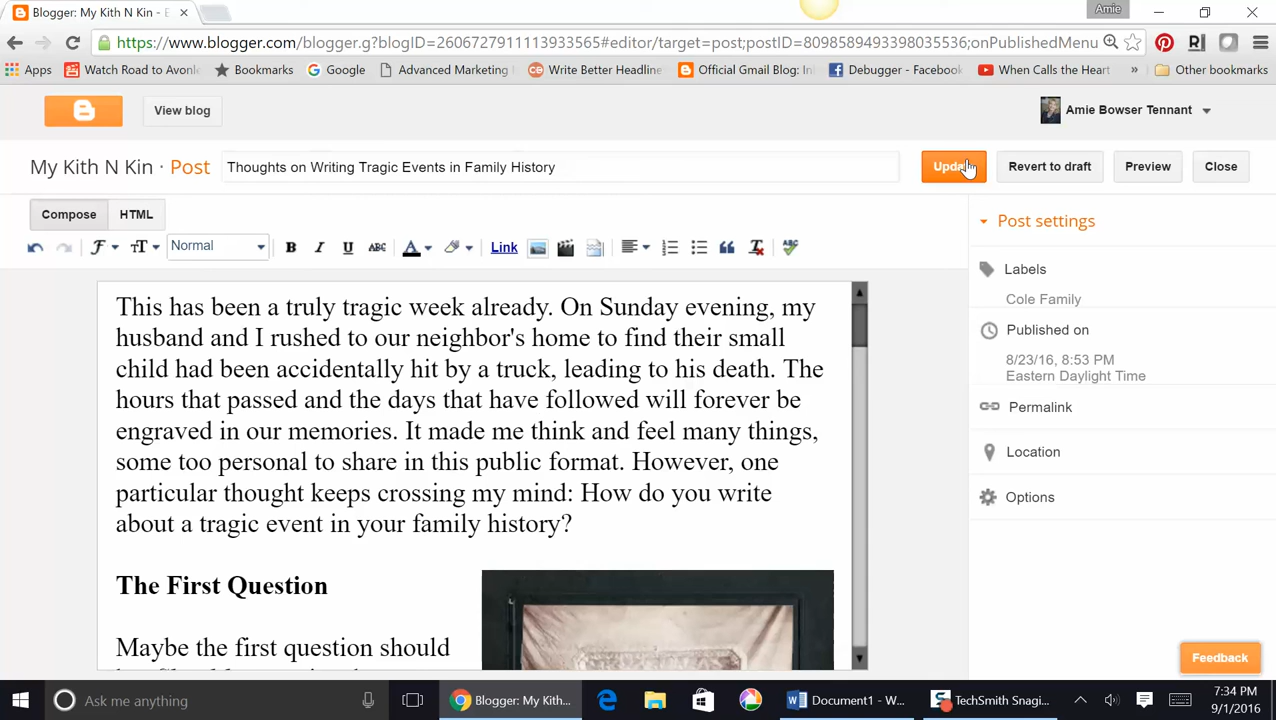 Blogger: My Kith N Kin - E
Amie
https://www.blogger.com/blogger.g?blogID=2606727911113933565#editor/target=post;postID=8098589493398035536;onPublishedMenu
Apps Watch Road to Avonle Bookmarks Google Advanced Marketing Write Better Headline Official Gmail Blog: In Debugger - Facebook When Calls the Heart » Other bookmarks
View blog
Amie Bowser Tennant
My Kith N Kin · Post Thoughts on Writing Tragic Events in Family History Revert to draft Preview Close
Compose HTML
Post settings
Normal B I U ABC A Link
Labels
Cole Family
Published on
8/23/16, 8:53 PM
Eastern Daylight Time
Permalink
Location
Options
This has been a truly tragic week already. On Sunday evening, my
husband and I rushed to our neighbor's home to find their small
child had been accidentally hit by a truck, leading to his death. The
hours that passed and the days that have followed will forever be
engraved in our memories. It made me think and feel many things,
some too personal to share in this public format. However, one
particular thought keeps crossing my mind: How do you write
about a tragic event in your family history?
The First Question
Maybe the first question should
Feedback
Ask me anything
Blogger: My Kith...
Document1 - W...
TechSmith Snagi...
7:34 PM
9/1/2016